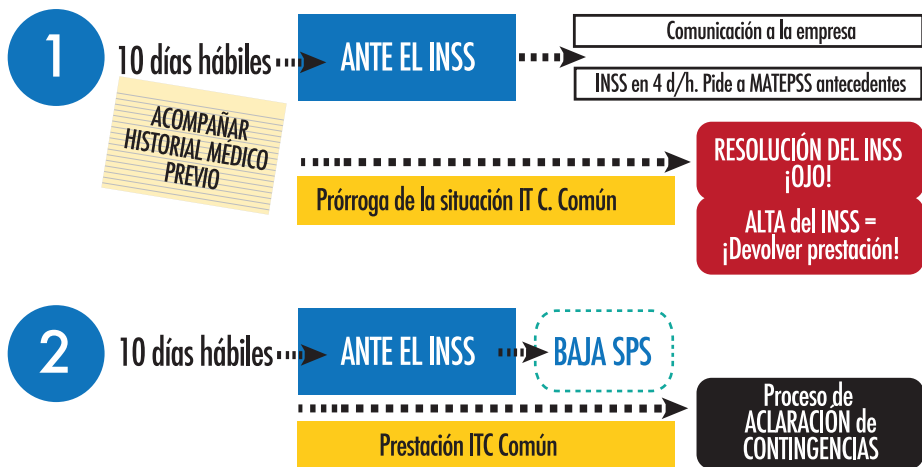 1
10 días hábiles
ANTE EL INSS
Comunicación a la empresa
INSS en 4 d/h. Pide a MATEPSS antecedentes
ACOMPAÑAR
HISTORIAL MÉDICO
PREVIO
Prórroga de la situación IT C. Común
RESOLUCIÓN DEL INSS
¡OJO!
ALTA del INSS =
¡Devolver prestación!
2
10 días hábiles
ANTE EL INSS
BAJA SPS
Prestación ITC Común
Proceso de
ACLARACIÓN de
CONTINGENCIAS